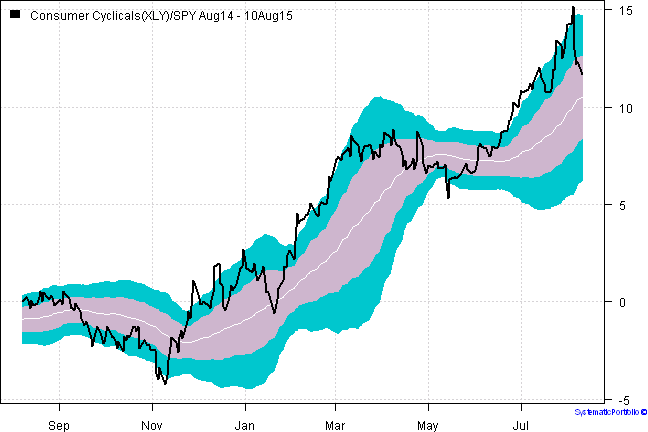 Consumer Cyclicals(XLY)/SPY Aug14 - 10Aug15
15
10
5
0
-5
Sep Nov Jan Mar May Jul
SystematicPortfolio ©